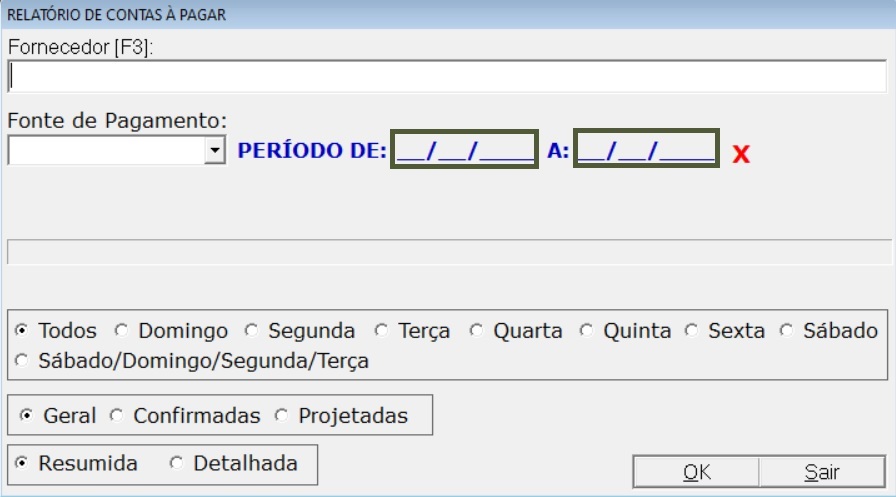 RELATÓRIO DE CONTAS À PAGAR
Fornecedor [F3]:
Fonte de Pagamento:
PERÍODO DE: __/__/____ A: __/__/____ X
Todos Domingo Segunda Terça Quarta Quinta Sexta Sábado
Sábado/Domingo/Segunda/Terça
Geral Confirmadas Projetadas
Resumida Detalhada
OK Sair